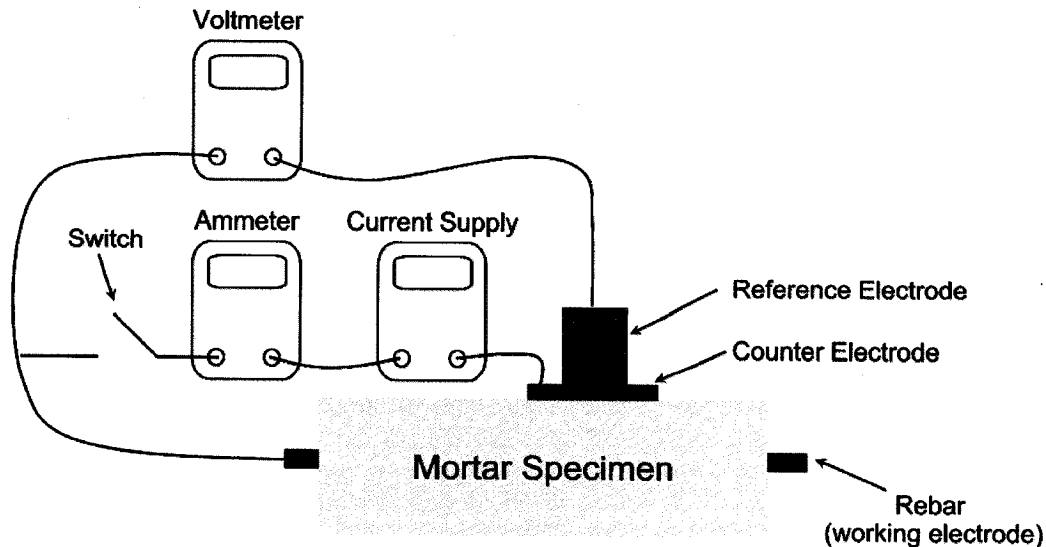 Voltmeter
Ammeter
Current Supply
Switch
Reference Electrode
Counter Electrode
Mortar Specimen
Rebar
(working electrode)